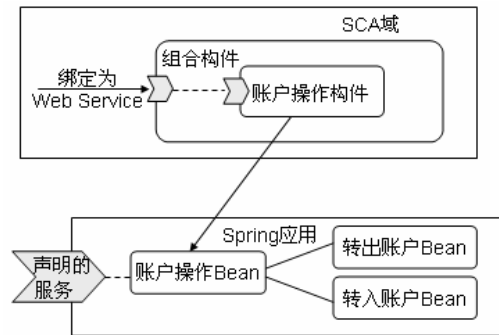 SCA域
组合构件
绑定为
Web Service
账户操作构件
Spring应用
声明的
服务
账户操作Bean
转出账户Bean
转入账户Bean